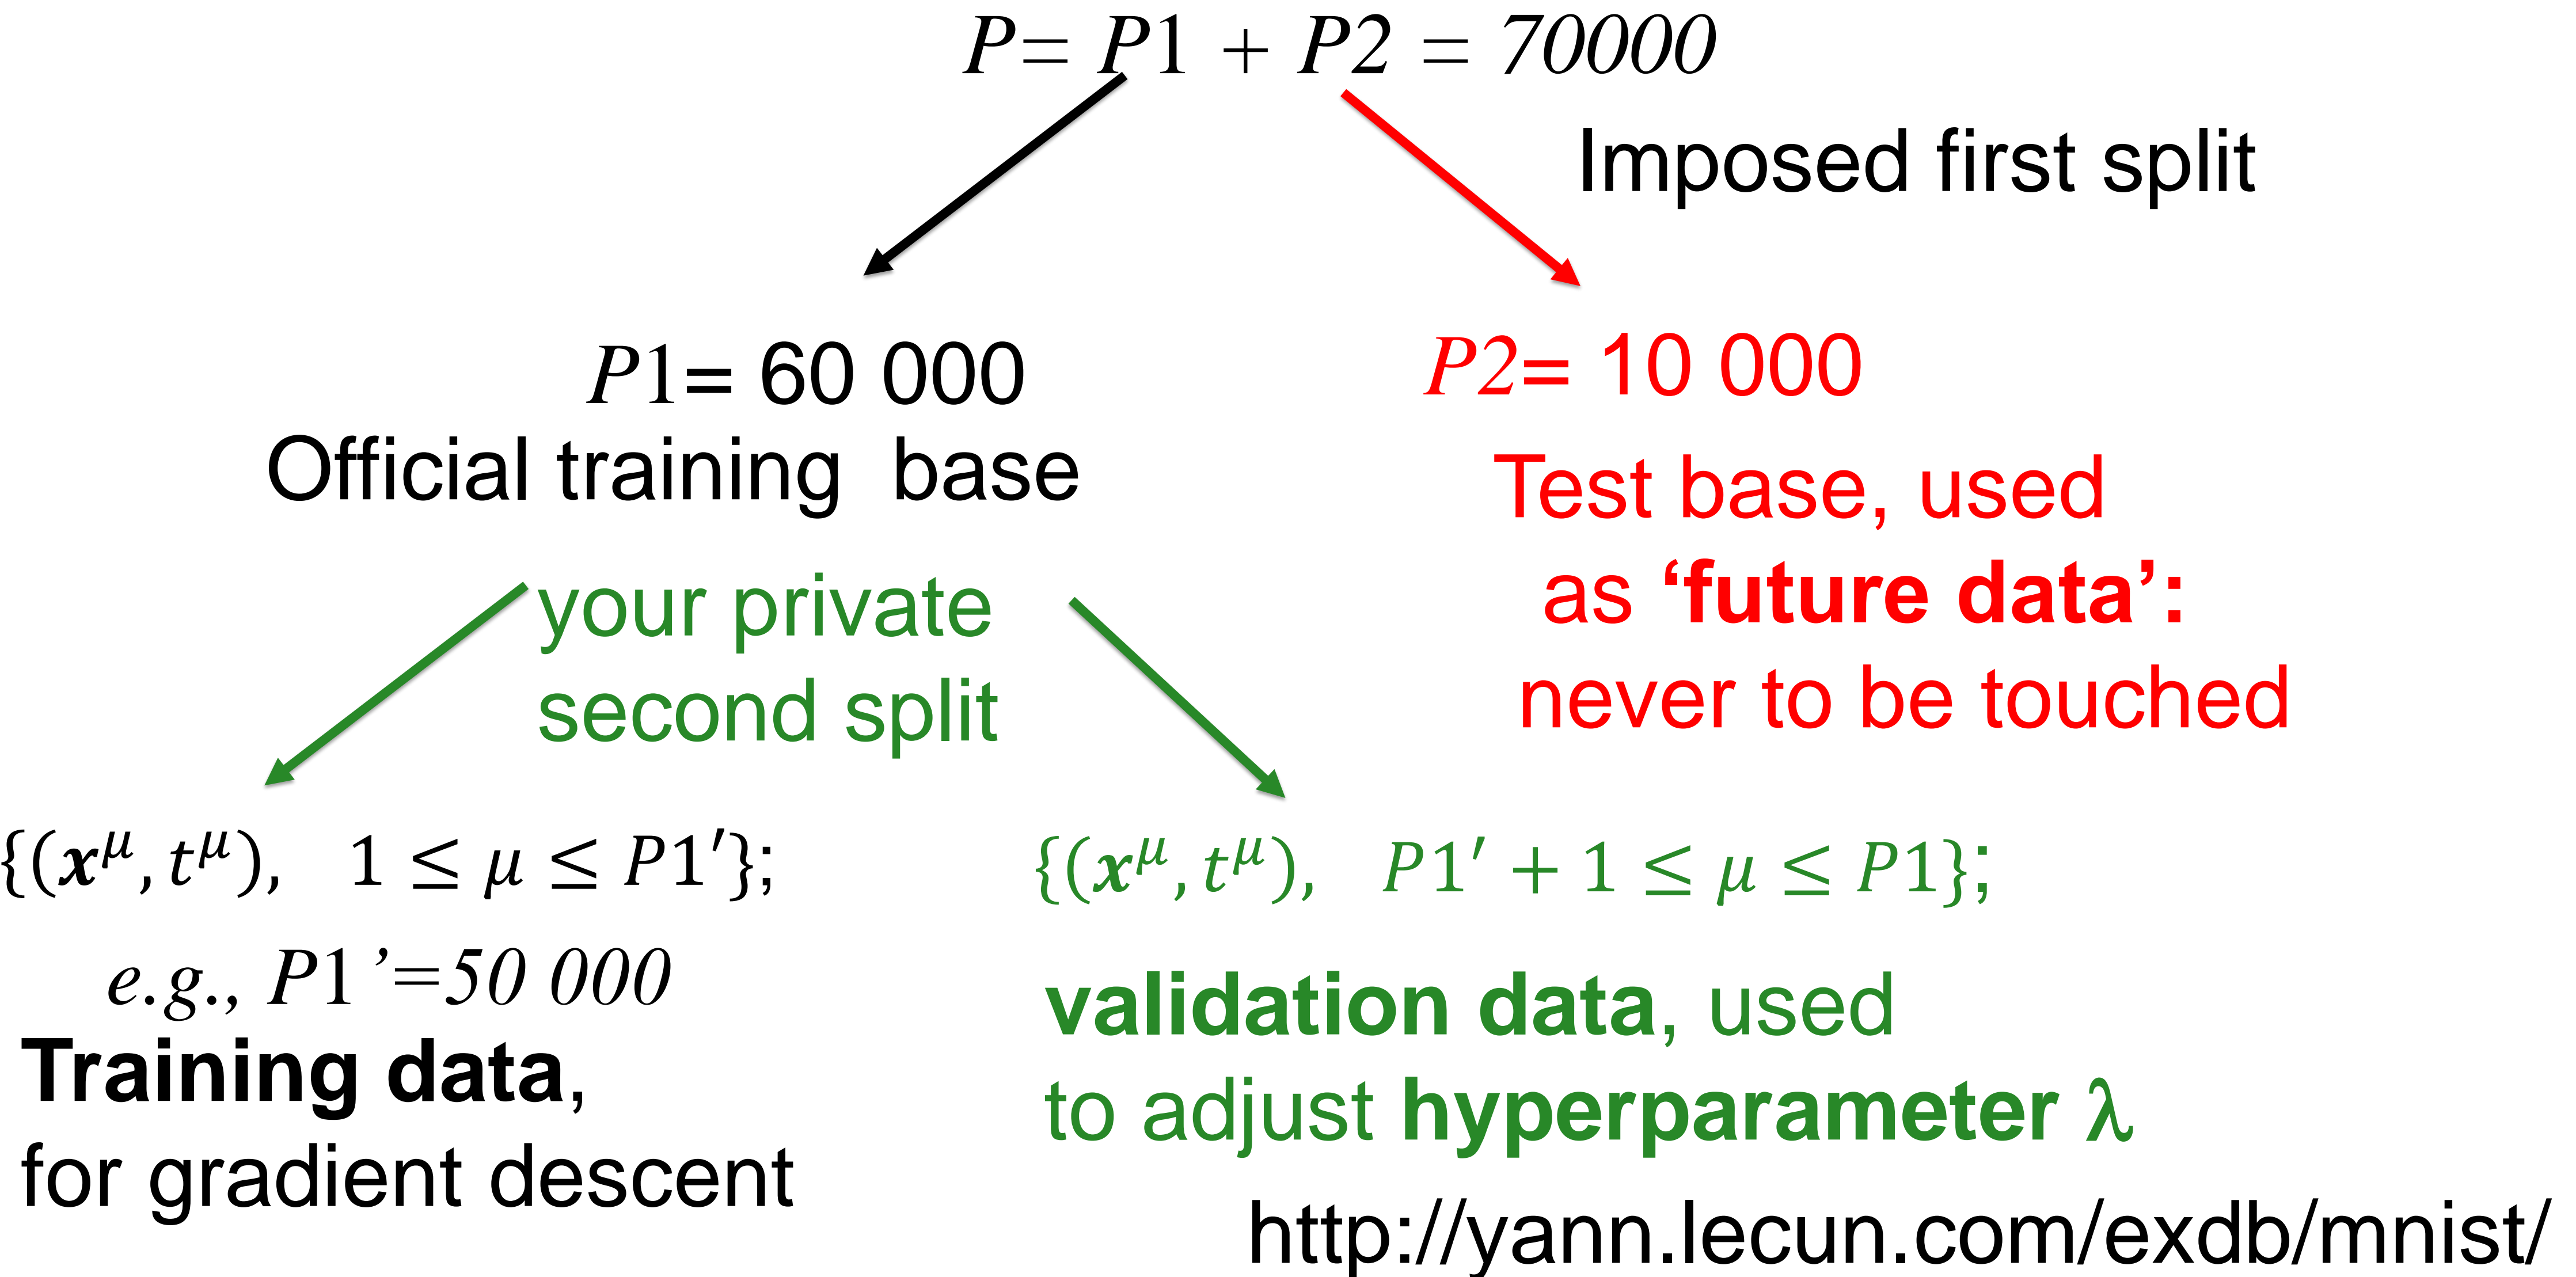 P= P1 + P2 = 70000
Imposed first split
P1= 60 000
Official training base
P2= 10 000
Test base, used
as ‘future data’:
never to be touched
your private
second split
{(𝒙^μ, t^μ), 1 ≤ μ ≤ P1′};
e.g., P1’=50 000
Training data,
for gradient descent
{(𝒙^μ, t^μ), P1′ + 1 ≤ μ ≤ P1};
validation data, used
to adjust hyperparameter λ
http://yann.lecun.com/exdb/mnist/